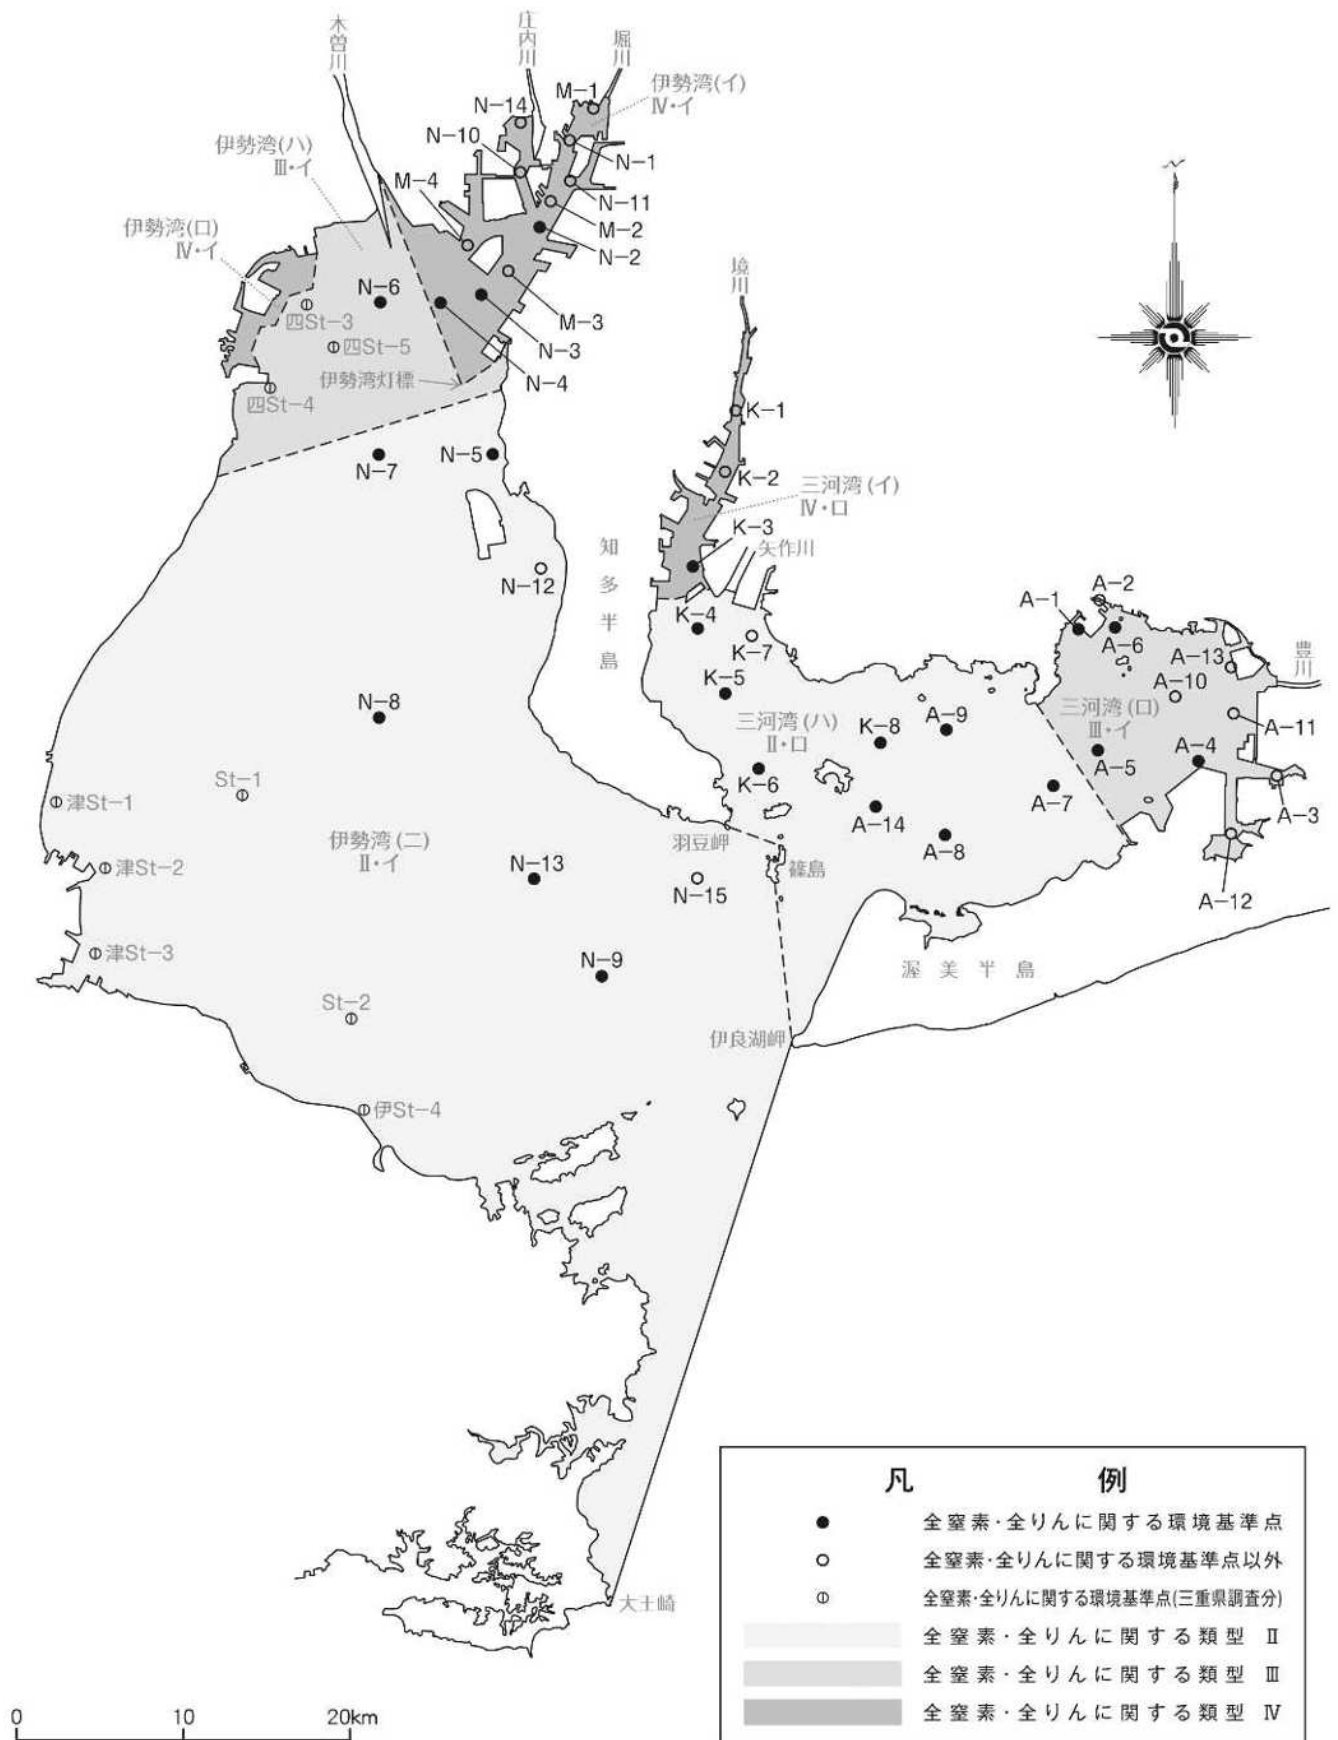 木曽川
庄内川
堀川
伊勢湾(イ)
Ⅳ・イ
M-1
N-14
N-10
N-1
伊勢湾(ハ)
Ⅲ・イ
M-4
N-11
M-2
N-2
伊勢湾(ロ)
Ⅳ・イ
N-6
四St-3
四St-5
伊勢湾灯標
四St-4
M-3
N-3
N-4
境川
N-7
N-5
K-1
K-2
三河湾(イ)
Ⅳ・ロ
K-3
矢作川
N-12
知多半島
K-4
K-7
K-5
A-1
A-2
A-6
A-13
A-10
豊川
N-8
三河湾(ハ)
Ⅱ・ロ
K-8
A-9
三河湾(ロ)
Ⅲ・イ
A-11
A-4
A-5
K-6
A-7
A-3
St-1
津St-1
A-14
A-8
伊勢湾(二)
Ⅱ・イ
羽豆岬
篠島
津St-2
N-13
N-15
A-12
津St-3
N-9
渥美半島
St-2
伊良湖岬
伊St-4
大王崎
凡例
全窒素・全りんに関する環境基準点
全窒素・全りんに関する環境基準点以外
全窒素・全りんに関する環境基準点(三重県調査分)
全窒素・全りんに関する類型 Ⅱ
全窒素・全りんに関する類型 Ⅲ
全窒素・全りんに関する類型 Ⅳ
0 10 20km